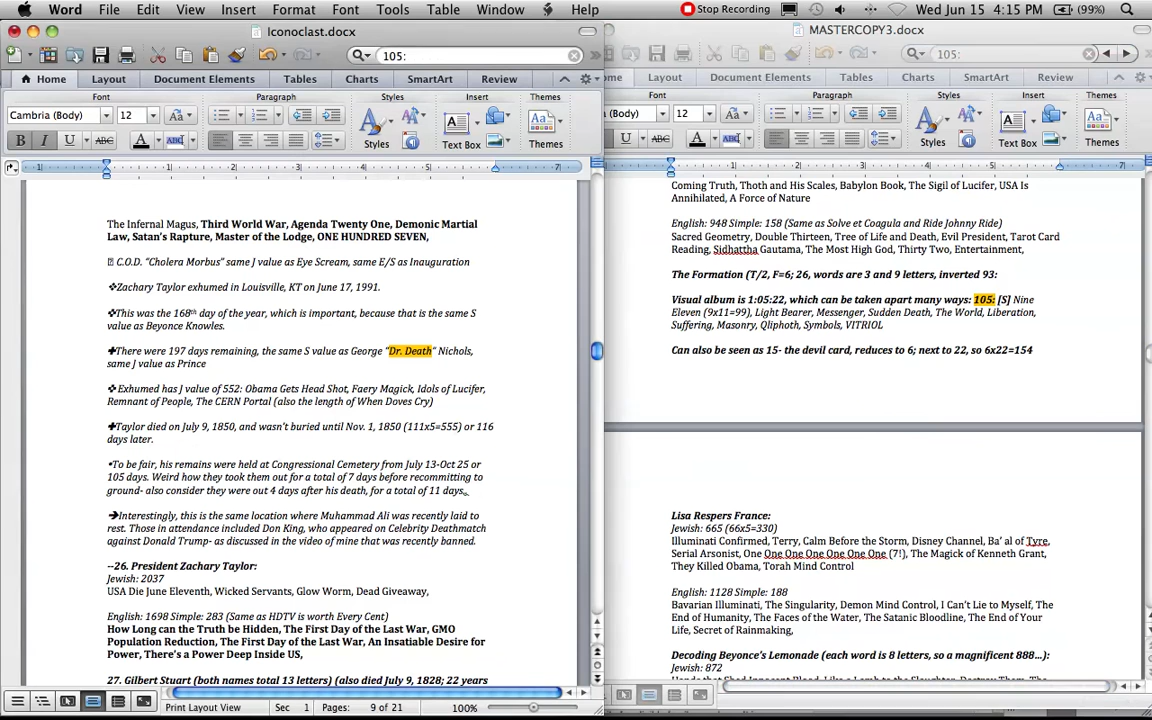 Word File Edit View Insert Format Font Tools Table Window Help Stop Recording Wed Jun 15 4:15 PM (99%)
Iconoclast.docx
MASTERCOPY3.docx
105:
105:
Home Layout Document Elements Tables Charts SmartArt Review
ome Layout Document Elements Tables Charts SmartArt Review
Font Paragraph Styles Insert Themes
Paragraph Styles Insert Themes
Cambria (Body) 12
a (Body) 12
Styles Text Box Themes
Styles Text Box Themes
The Infernal Magus, Third World War, Agenda Twenty One, Demonic Martial
Law, Satan's Rapture, Master of the Lodge, ONE HUNDRED SEVEN,
C.O.D. "Cholera Morbus" same J value as Eye Scream, same E/S as Inauguration
❖Zachary Taylor exhumed in Louisville, KT on June 17, 1991.
❖This was the 168th day of the year, which is important, because that is the same S
value as Beyonce Knowles.
✚There were 197 days remaining, the same S value as George "Dr. Death" Nichols,
same J value as Prince
❖ Exhumed has J value of 552: Obama Gets Head Shot, Faery Magick, Idols of Lucifer,
Remnant of People, The CERN Portal (also the length of When Doves Cry)
✚Taylor died on July 9, 1850, and wasn't buried until Nov. 1, 1850 (111x5=555) or 116
days later.
•To be fair, his remains were held at Congressional Cemetery from July 13-Oct 25 or
105 days. Weird how they took them out for a total of 7 days before recommitting to
ground- also consider they were out 4 days after his death, for a total of 11 days..
➔Interestingly, this is the same location where Muhammad Ali was recently laid to
rest. Those in attendance included Don King, who appeared on Celebrity Deathmatch
against Donald Trump- as discussed in the video of mine that was recently banned.
--26. President Zachary Taylor:
Jewish: 2037
USA Die June Eleventh, Wicked Servants, Glow Worm, Dead Giveaway,
English: 1698 Simple: 283 (Same as HDTV is worth Every Cent)
How Long can the Truth be Hidden, The First Day of the Last War, GMO
Population Reduction, The First Day of the Last War, An Insatiable Desire for
Power, There's a Power Deep Inside US,
27. Gilbert Stuart (both names total 13 letters) (also died July 9, 1828; 22 years
Print Layout View Sec 1 Pages: 9 of 21 100%
Coming Truth, Thoth and His Scales, Babylon Book, The Sigil of Lucifer, USA Is
Annihilated, A Force of Nature
English: 948 Simple: 158 (Same as Solve et Coagula and Ride Johnny Ride)
Sacred Geometry, Double Thirteen, Tree of Life and Death, Evil President, Tarot Card
Reading, Sidhattha Gautama, The Most High God, Thirty Two, Entertainment,
The Formation (T/2, F=6; 26, words are 3 and 9 letters, inverted 93:
Visual album is 1:05:22, which can be taken apart many ways: 105: [S] Nine
Eleven (9x11=99), Light Bearer, Messenger, Sudden Death, The World, Liberation,
Suffering, Masonry, Qliphoth, Symbols, VITRIOL
Can also be seen as 15- the devil card, reduces to 6; next to 22, so 6x22=154
Lisa Respers France:
Jewish: 665 (66x5=330)
Illuminati Confirmed, Terry, Calm Before the Storm, Disney Channel, Ba' al of Tyre,
Serial Arsonist, One One One One One One One (7!), The Magick of Kenneth Grant,
They Killed Obama, Torah Mind Control
English: 1128 Simple: 188
Bavarian Illuminati, The Singularity, Demon Mind Control, I Can't Lie to Myself, The
End of Humanity, The Faces of the Water, The Satanic Bloodline, The End of Your
Life, Secret of Rainmaking,
Decoding Beyonce's Lemonade (each word is 8 letters, so a magnificent 888...):
Jewish: 872